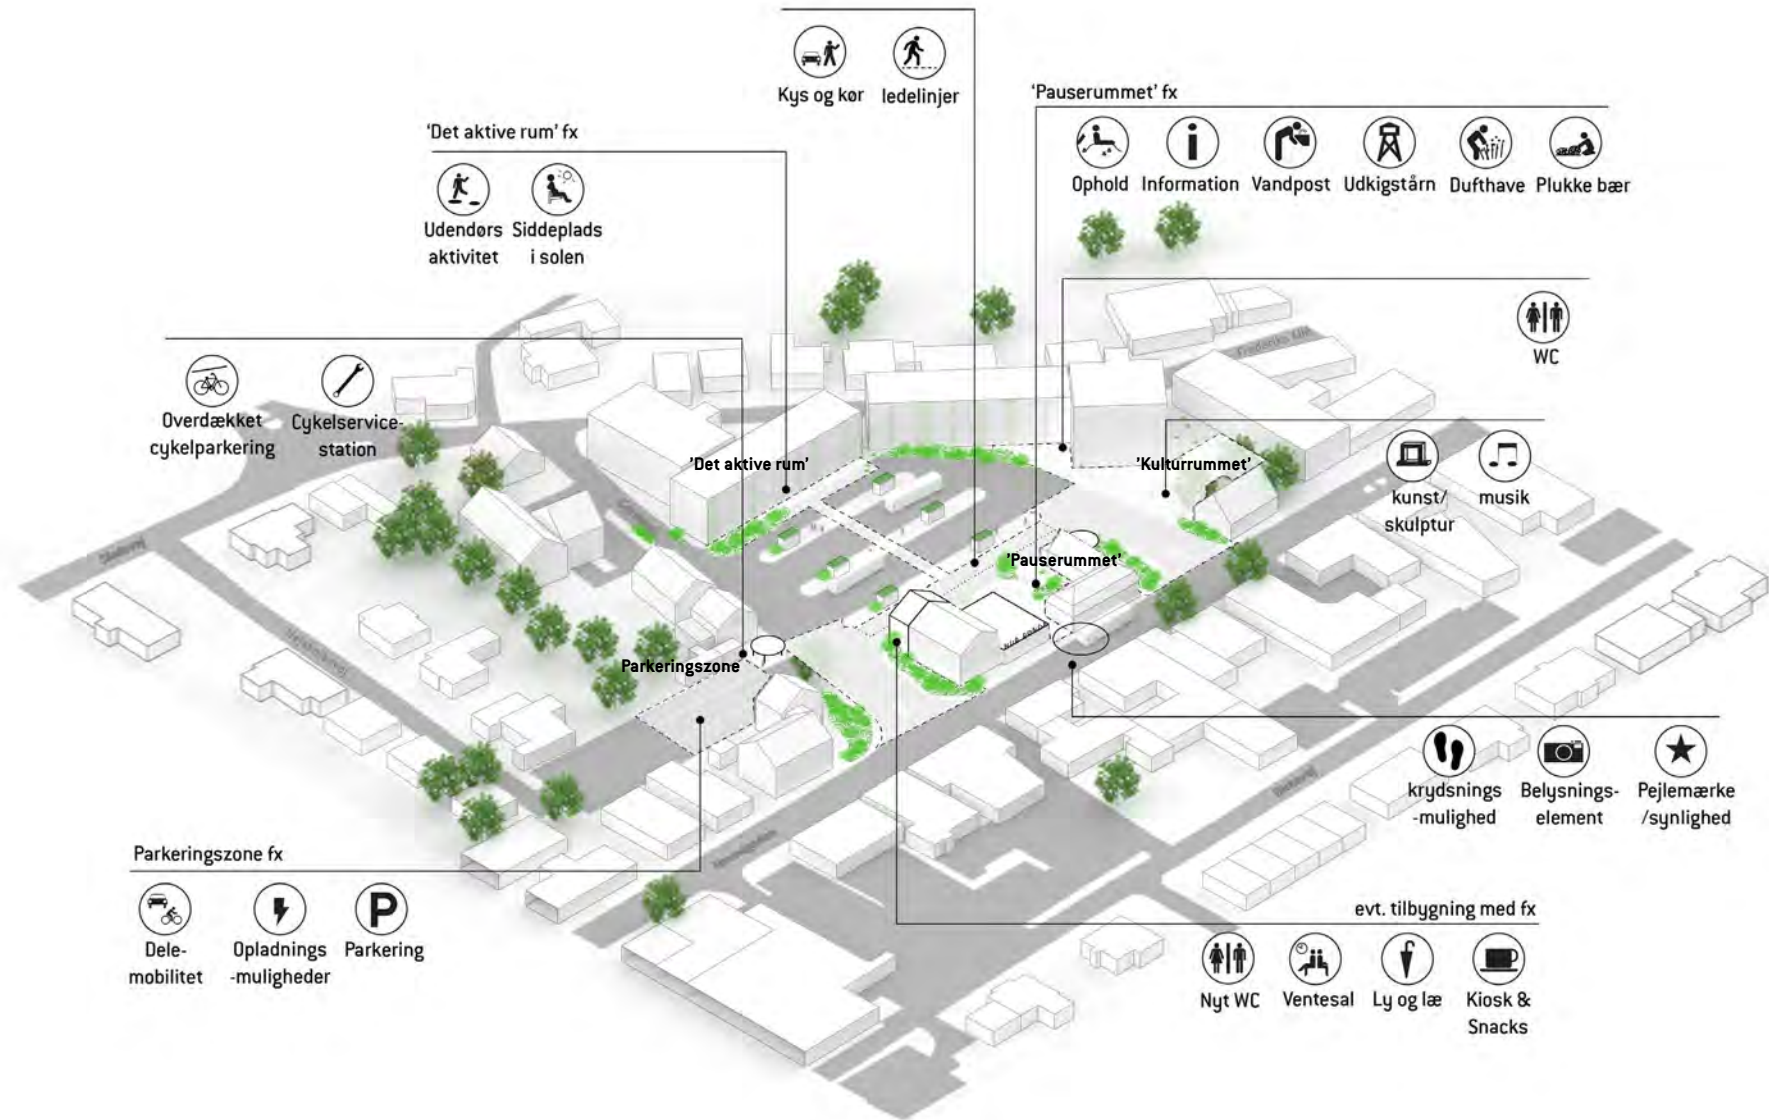 Kys og kør
ledelinjer
'Pauserummet' fx
Ophold
Information
Vandpost
Udkigstårn
Dufthave
Plukke bær
'Det aktive rum' fx
Udendørs
aktivitet
Siddeplads
i solen
WC
Overdækket
cykelparkering
Cykelservice-
station
'Det aktive rum'
'Kulturrummet'
kunst/
skulptur
musik
'Pauserummet'
Parkeringszone
krydsnings
-mulighed
Belysnings-
element
Pejlemærke
/synlighed
Parkeringszone fx
P
Dele-
mobilitet
Opladnings
-muligheder
Parkering
evt. tilbygning med fx
Nyt WC
Ventesal
Ly og læ
Kiosk &
Snacks